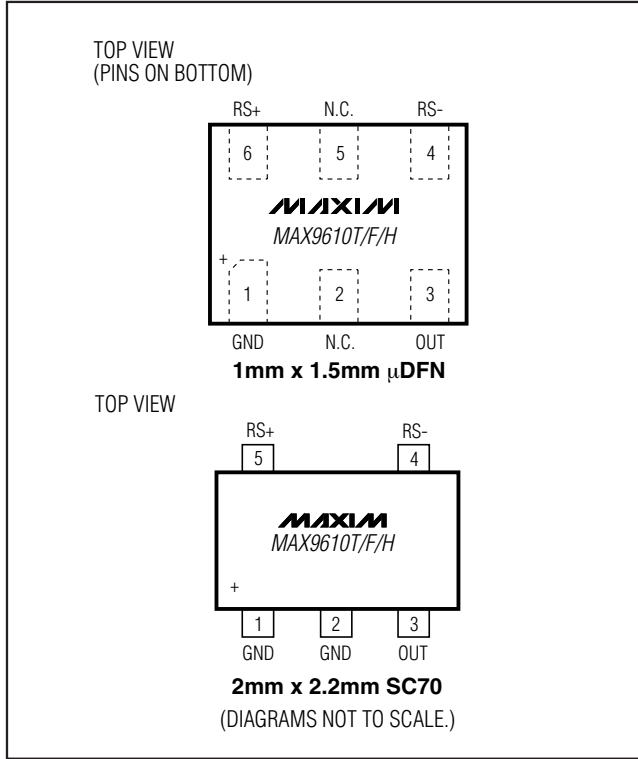 TOP VIEW
(PINS ON BOTTOM)
RS+ N.C. RS-
6 5 4
MAXIM
MAX9610T/F/H
+
1 2 3
GND N.C. OUT
1mm x 1.5mm µDFN
TOP VIEW
RS+ RS-
5 4
MAXIM
MAX9610T/F/H
+
1 2 3
GND GND OUT
2mm x 2.2mm SC70
(DIAGRAMS NOT TO SCALE.)